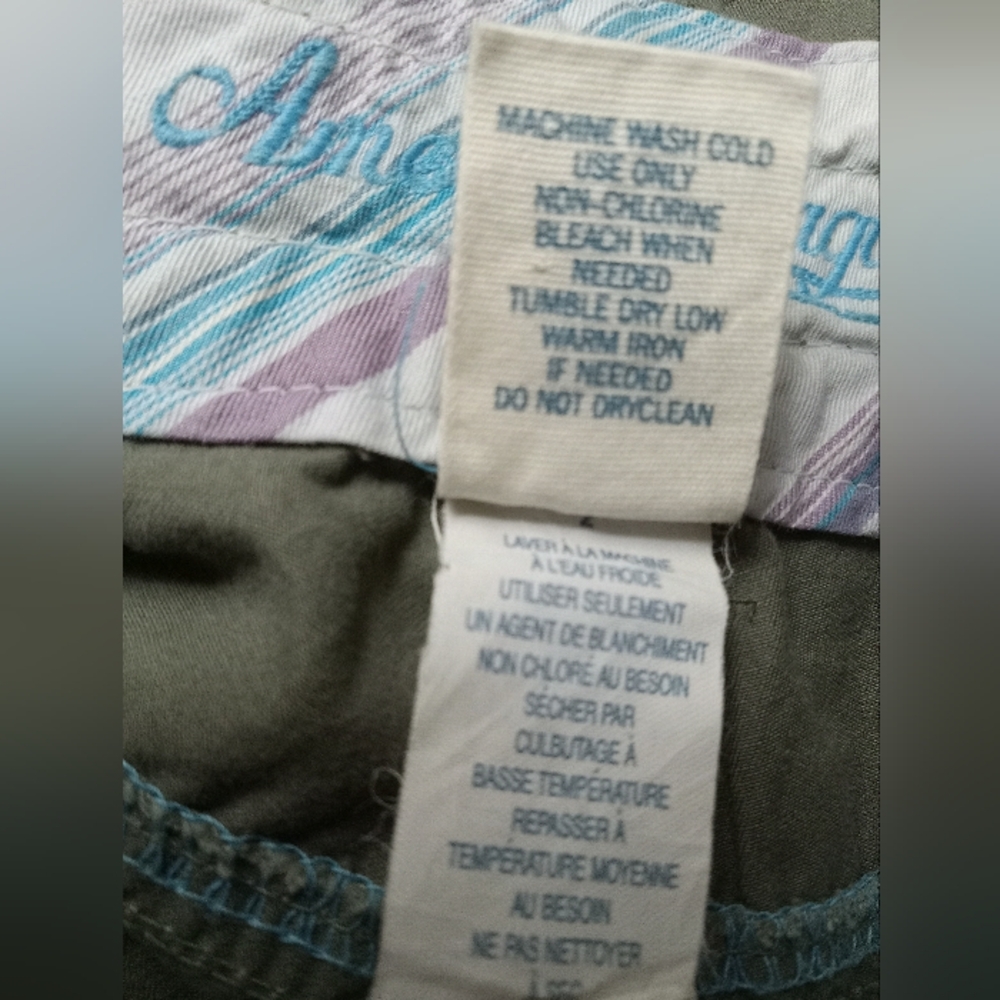 Ame
MACHINE WASH COLD
USE ONLY
NON-CHLORINE
BLEACH WHEN
NEEDED
TUMBLE DRY LOW
WARM IRON
IF NEEDED
DO NOT DRYCLEAN
LAVER À LA MACHINE
À L'EAU FROIDE
UTILISER SEULEMENT
UN AGENT DE BLANCHIMENT
NON CHLORÉ AU BESOIN
SÉCHER PAR
CULBUTAGE À
BASSE TEMPÉRATURE
REPASSER À
TEMPÉRATURE MOYENNE
AU BESOIN
NE PAS NETTOYER
À SEC